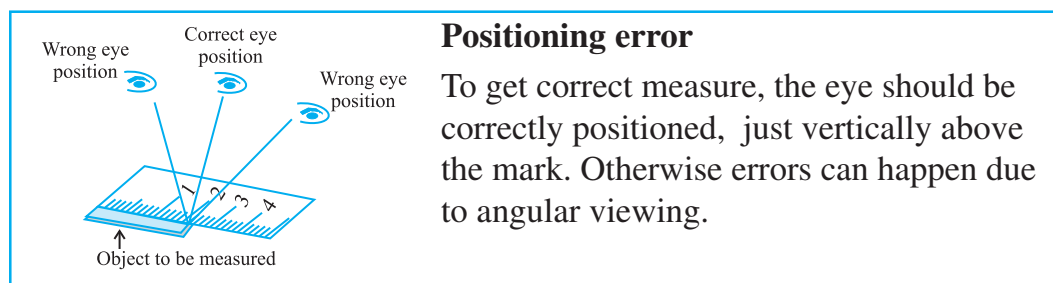 Wrong eye
position
Correct eye
position
Wrong eye
position
1 2 3 4
Object to be measured
Positioning error
To get correct measure, the eye should be
correctly positioned, just vertically above
the mark. Otherwise errors can happen due
to angular viewing.